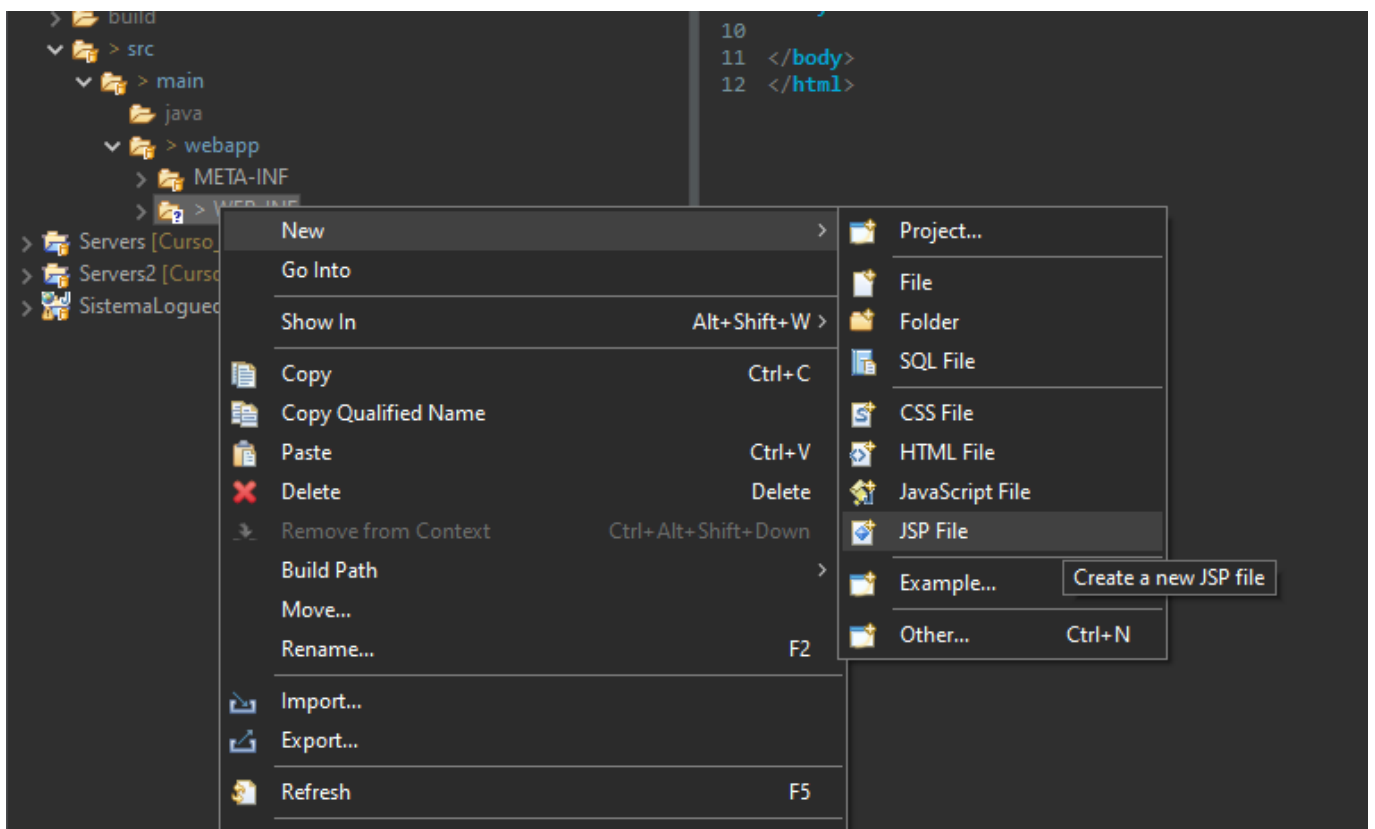 build
> src
> main
java
> webapp
META-INF
> WEB-INF
Servers [Curso_
Servers2 [Curso
SistemaLogued
10
11 </body>
12 </html>
New
Go Into
Show In Alt+Shift+W
Copy Ctrl+C
Copy Qualified Name
Paste Ctrl+V
Delete Delete
Remove from Context Ctrl+Alt+Shift+Down
Build Path
Move...
Rename... F2
Import...
Export...
Refresh F5
Project...
File
Folder
SQL File
CSS File
HTML File
JavaScript File
JSP File
Create a new JSP file
Example...
Other... Ctrl+N